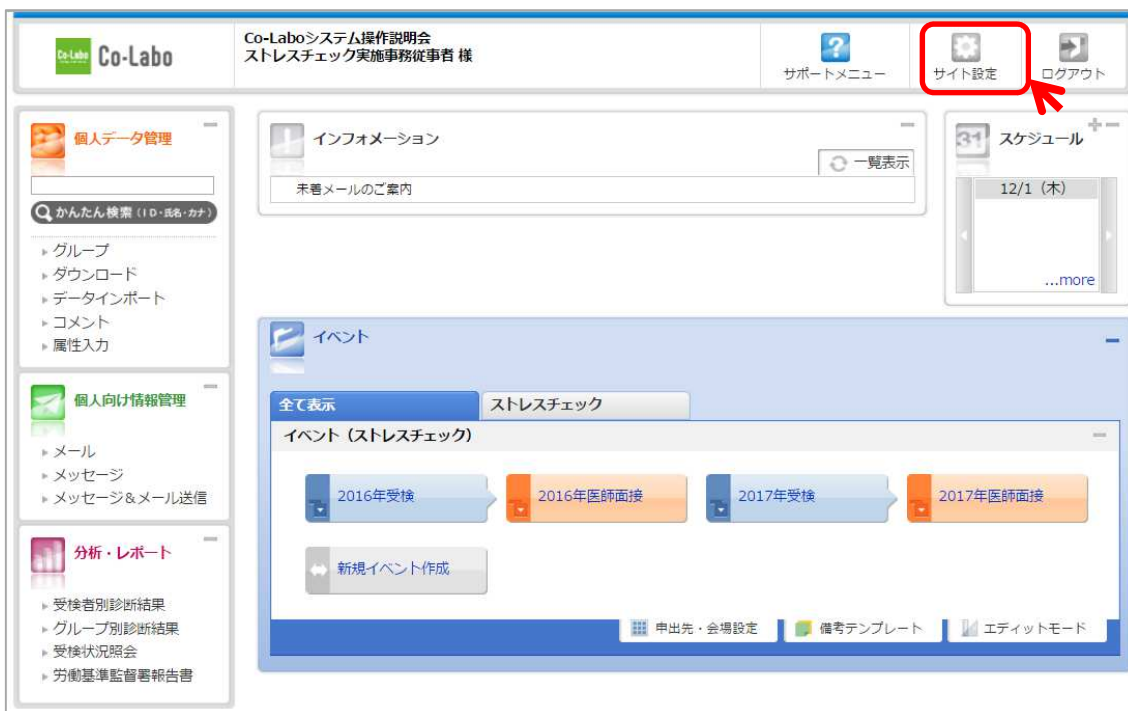 Co-Labo Co-Labo
Co-Laboシステム操作説明会
ストレスチェック実施事務従事者 様
サポートメニュー
サイト設定
ログアウト
個人データ管理
かんたん検索(ID・氏名・カナ)
グループ
ダウンロード
データインポート
コメント
属性入力
個人向け情報管理
メール
メッセージ
メッセージ&メール送信
分析・レポート
受検者別診断結果
グループ別診断結果
受検状況照会
労働基準監督署報告書
インフォメーション
一覧表示
未着メールのご案内
31 スケジュール
12/1(木)
...more
イベント
全て表示
ストレスチェック
イベント(ストレスチェック)
2016年受検
2016年医師面接
2017年受検
2017年医師面接
新規イベント作成
申出先・会場設定
備考テンプレート
エディットモード